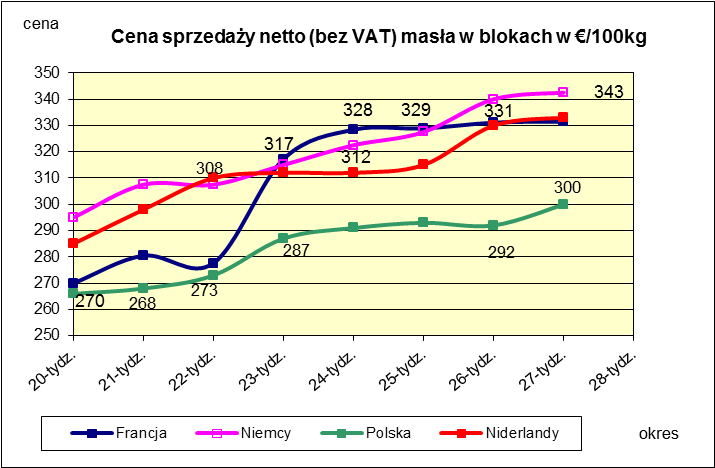 cena
Cena sprzedaży netto (bez VAT) masła w blokach w €/100kg
350
340
330
320
310
300
290
280
270
260
250
343
328
329
331
317
312
308
300
287
292
273
270
268
20-tydz.
21-tydz.
22-tydz.
23-tydz.
24-tydz.
25-tydz.
26-tydz.
27-tydz.
28-tydz.
Francja Niemcy Polska Niderlandy
okres